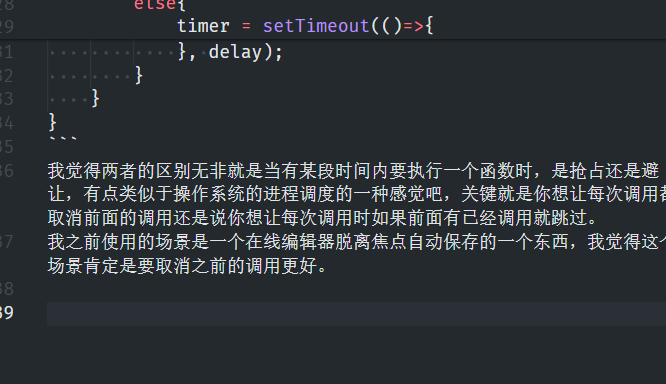 28 else{
29 timer = setTimeout(()=>{
31 }, delay);
32 }
33 }
34 }
35 ```
36 我觉得两者的区别无非就是当有某段时间内要执行一个函数时，是抢占还是避
让，有点类似于操作系统的进程调度的一种感觉吧，关键就是你想让每次调用都
取消前面的调用还是说你想让每次调用时如果前面有已经调用就跳过。
37 我之前使用的场景是一个在线编辑器脱离焦点自动保存的一个东西，我觉得这个
场景肯定是要取消之前的调用更好。
38
39